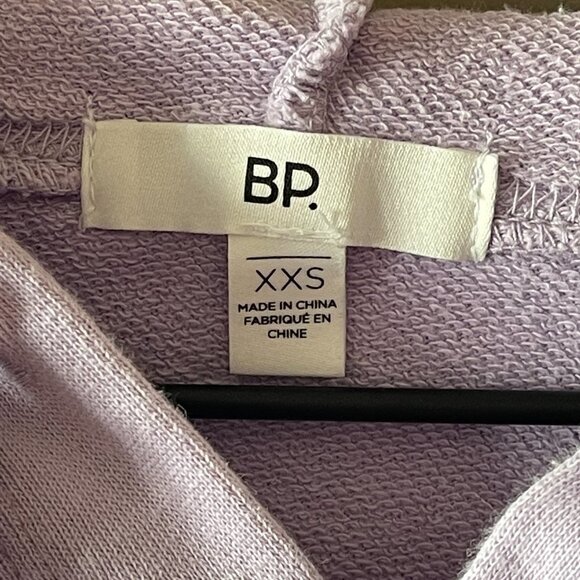 BP.
XXS
MADE IN CHINA
FABRIQUÉ EN
CHINE